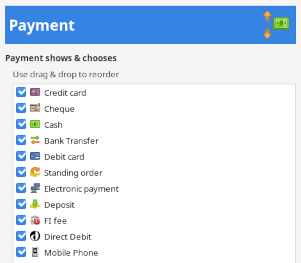 Payment
Payment shows & chooses
Use drag & drop to reorder
Credit card
Cheque
Cash
Bank Transfer
Debit card
Standing order
Electronic payment
Deposit
FI fee
Direct Debit
Mobile Phone